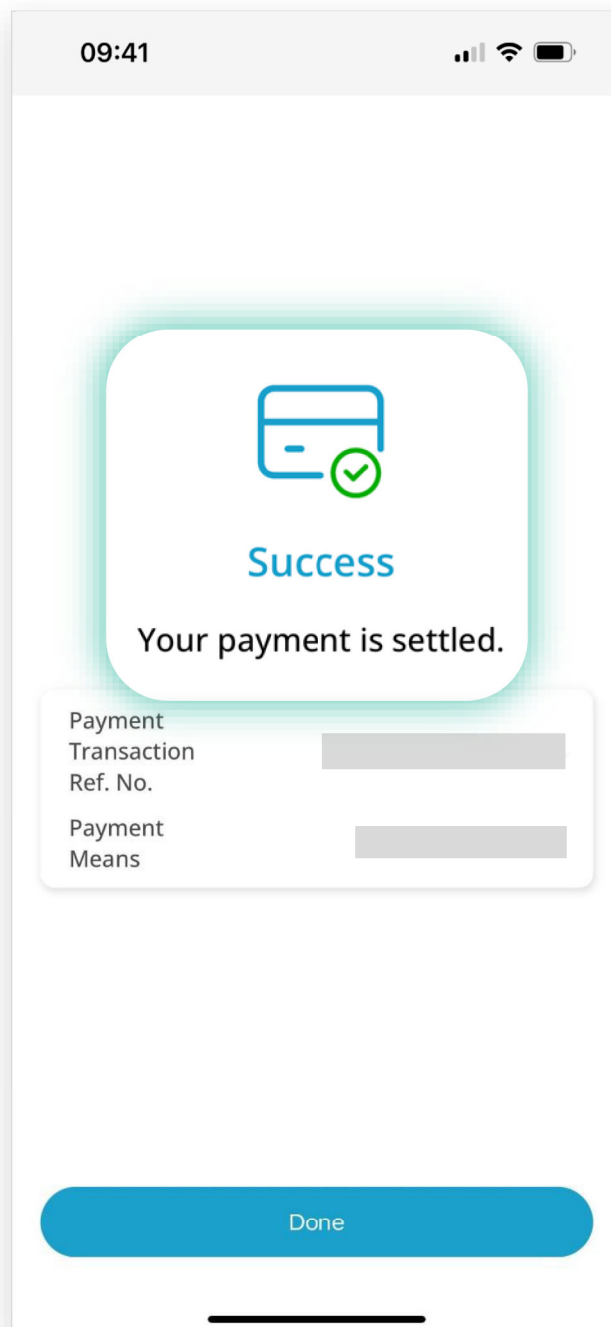 09:41
Success
Your payment is settled.
Payment
Transaction
Ref. No.
Payment
Means
Done